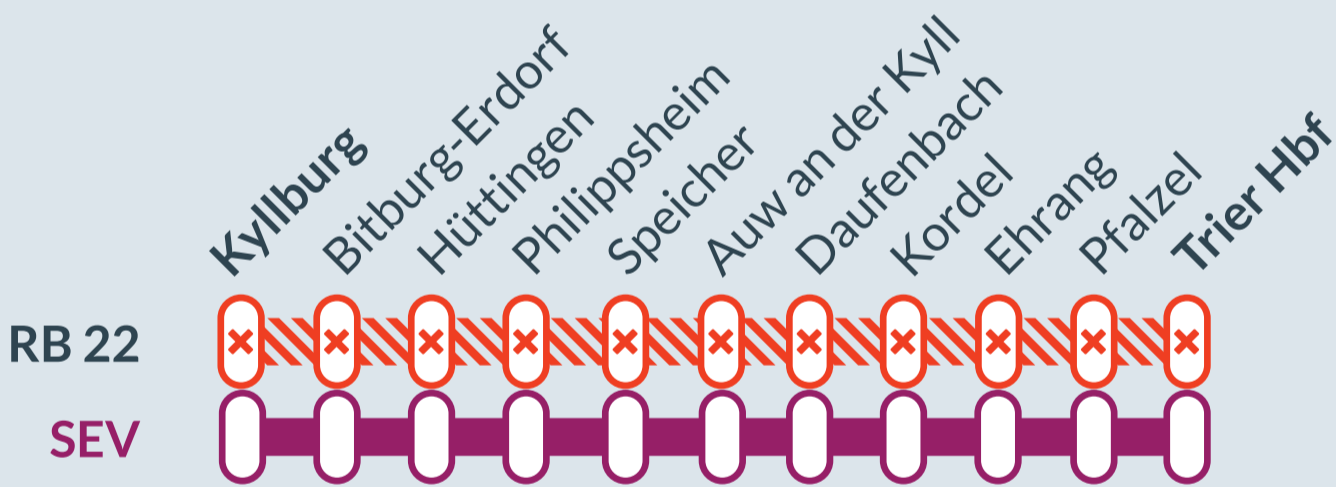 Kyllburg
Bitburg-Erdorf
Hüttingen
Philippsheim
Speicher
Auw an der Kyll
Daufenbach
Kordel
Ehrang
Pfalzel
Trier Hbf
RB 22
SEV